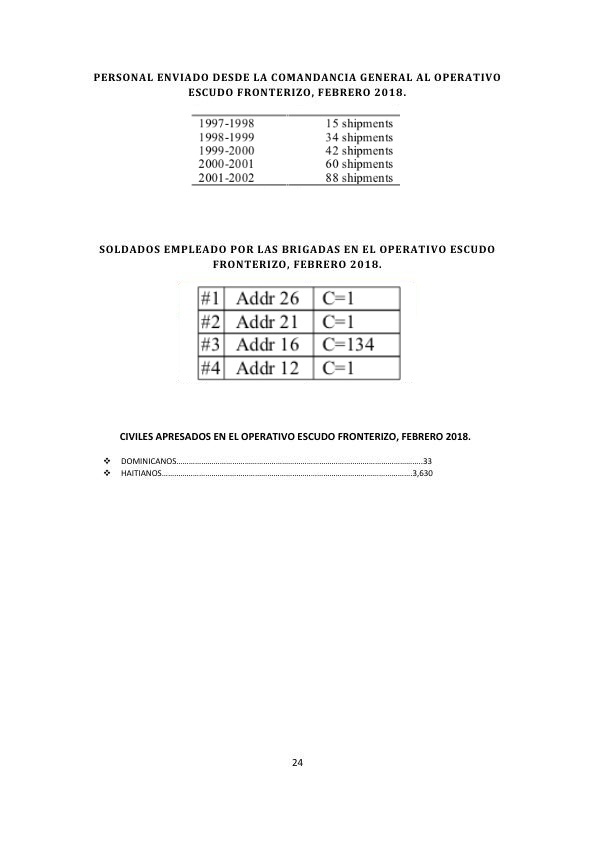 PERSONAL ENVIADO DESDE LA COMANDANCIA GENERAL AL OPERATIVO
ESCUDO FRONTERIZO, FEBRERO 2018.
1997-1998 15 shipments
1998-1999 34 shipments
1999-2000 42 shipments
2000-2001 60 shipments
2001-2002 88 shipments
SOLDADOS EMPLEADO POR LAS BRIGADAS EN EL OPERATIVO ESCUDO
FRONTERIZO, FEBRERO 2018.
#1 Addr 26 C=1
#2 Addr 21 C=1
#3 Addr 16 C=134
#4 Addr 12 C=1
CIVILES APRESADOS EN EL OPERATIVO ESCUDO FRONTERIZO, FEBRERO 2018.
❖ DOMINICANOS……………………………………………………………………………………………33
❖ HAITIANOS………………………………………………………………………………………………3,630
24